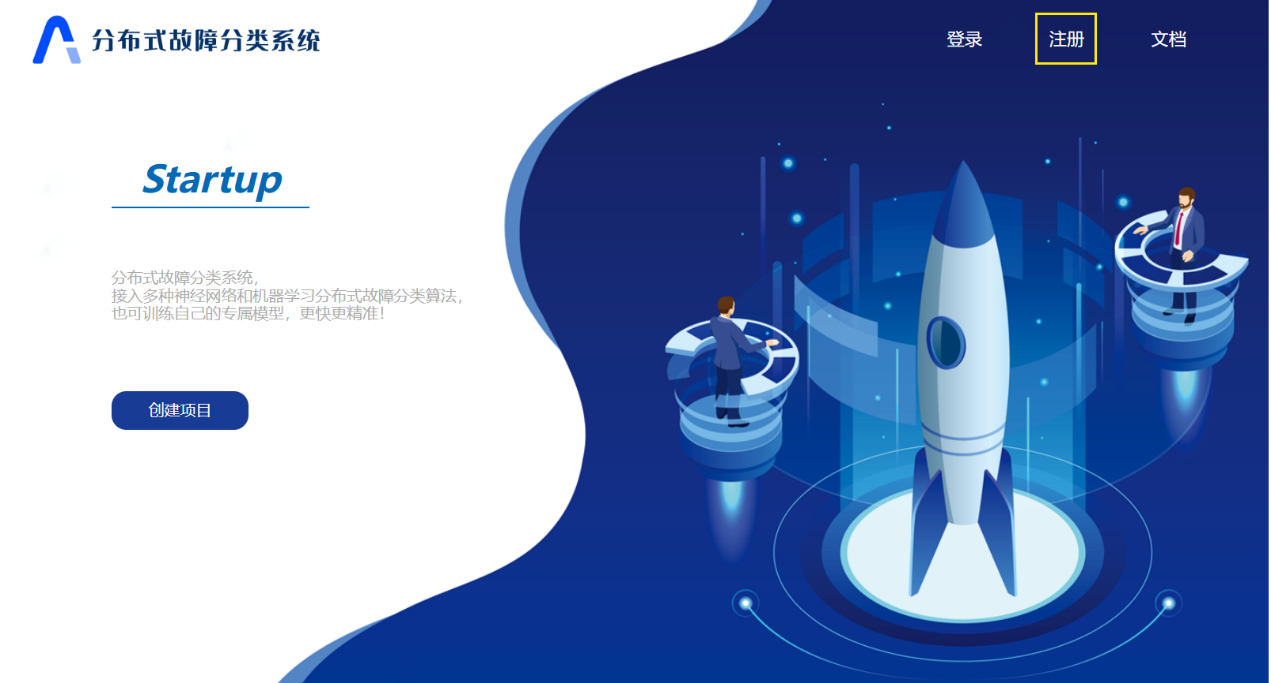 分布式故障分类系统
登录
注册
文档
Startup
分布式故障分类系统，
接入多种神经网络和机器学习分布式故障分类算法，
也可训练自己的专属模型，更快更精准！
创建项目